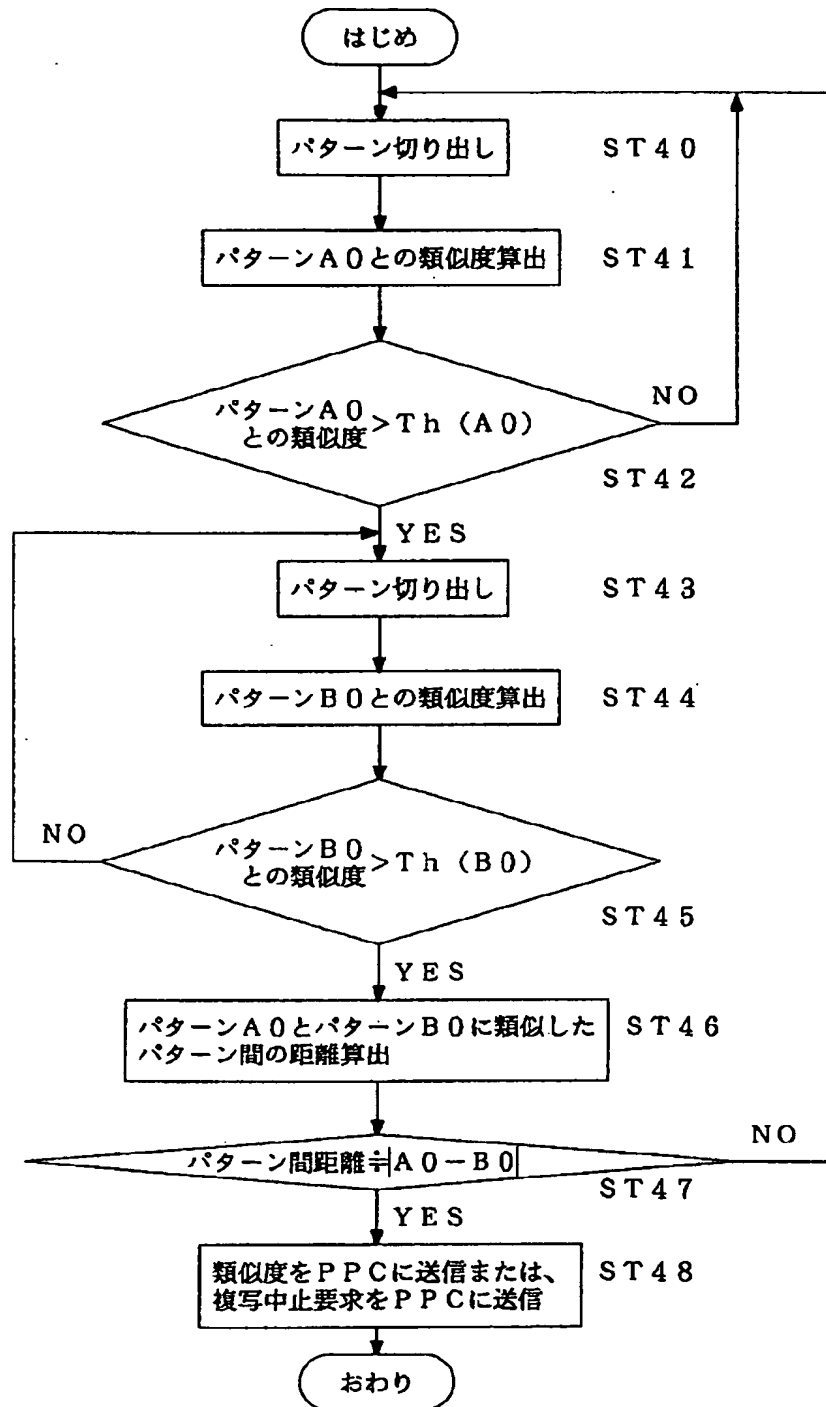 はじめ
パターン切り出し
ST40
パターンA0との類似度算出
ST41
パターンA0
との類似度
>Th(A0)
NO
ST42
YES
パターン切り出し
ST43
パターンB0との類似度算出
ST44
NO
パターンB0
との類似度
>Th(B0)
ST45
YES
パターンA0とパターンB0に類似した
パターン間の距離算出
ST46
パターン間距離≒|A0-B0|
NO
ST47
YES
類似度をPPCに送信または、
複写中止要求をPPCに送信
ST48
おわり